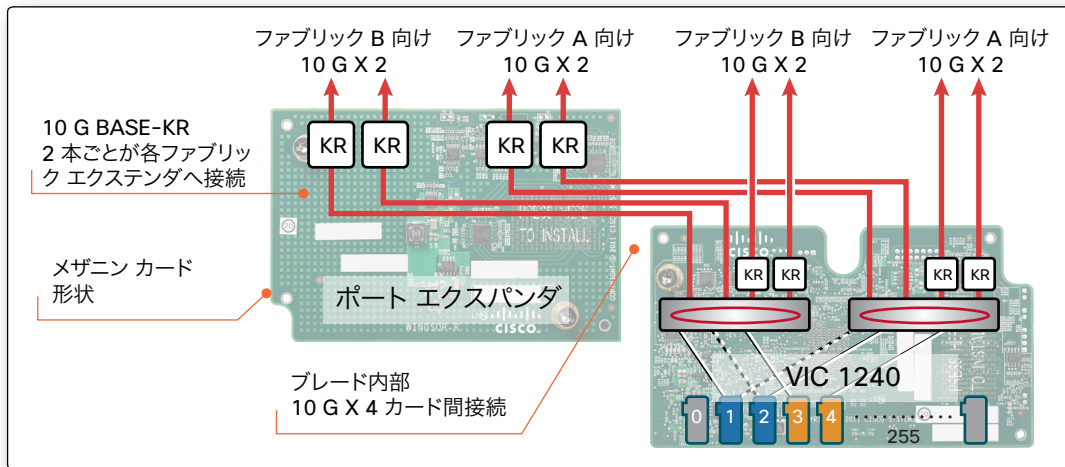 ファブリック B 向け
10 G X 2
ファブリック A 向け
10 G X 2
ファブリック B 向け
10 G X 2
ファブリック A 向け
10 G X 2
10 G BASE-KR
2 本ごとが各ファブリッ
ク エクステンダへ接続
KR
KR
KR
KR
TO INSTALL
メザニン カード
形状
ポート エクスパンダ
WINDSOR-R
CISCO
CISCO
KR
KR
KR
KR
ブレード内部
10 G X 4 カード間接続
VIC 1240
0
1
2
3
4
255